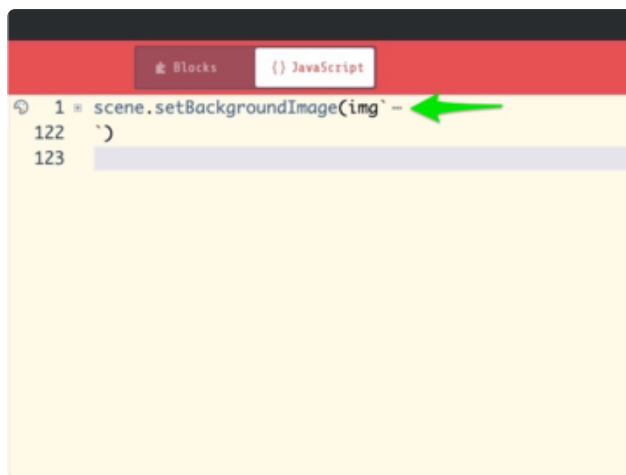 Blocks {} JavaScript
1 scene.setBackgroundImage(img`⋯
122 `)
123